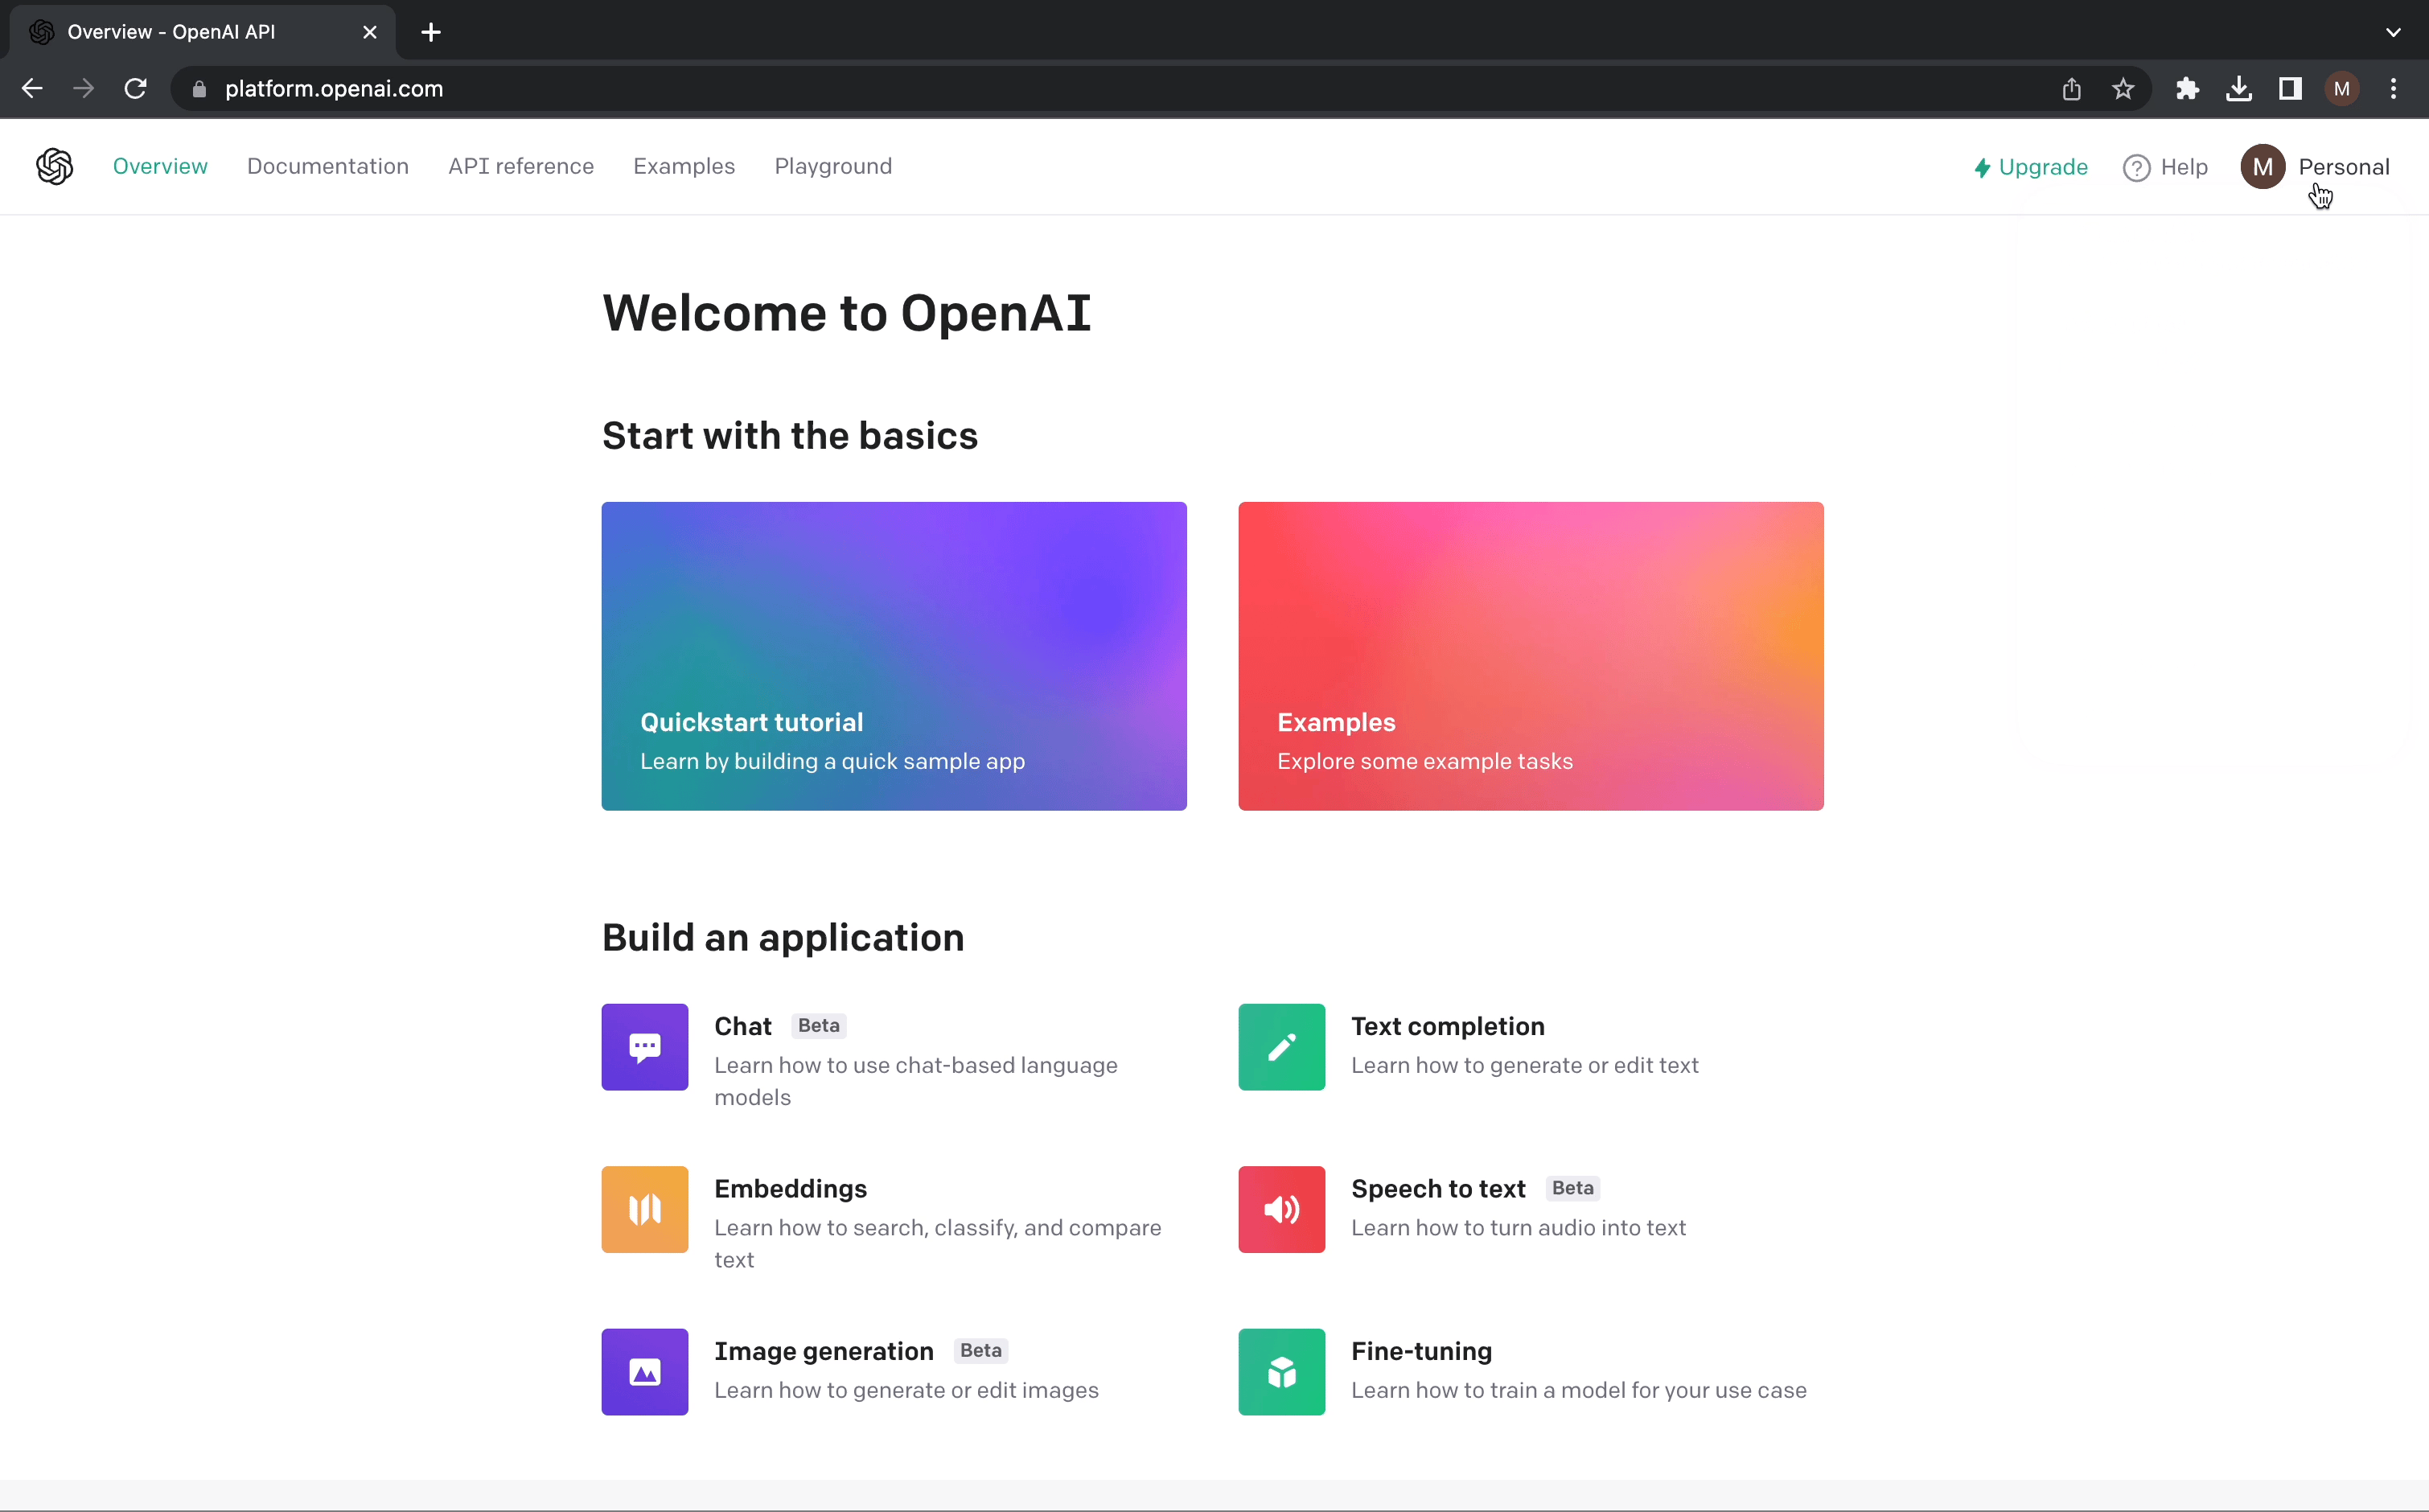 Overview - OpenAI API
platform.openai.com
M
Overview Documentation API reference Examples Playground
Upgrade Help M Personal
Welcome to OpenAI
Start with the basics
Quickstart tutorial
Learn by building a quick sample app
Examples
Explore some example tasks
Build an application
Chat Beta
Learn how to use chat-based language
models
Text completion
Learn how to generate or edit text
Embeddings
Learn how to search, classify, and compare
text
Speech to text Beta
Learn how to turn audio into text
Image generation Beta
Learn how to generate or edit images
Fine-tuning
Learn how to train a model for your use case